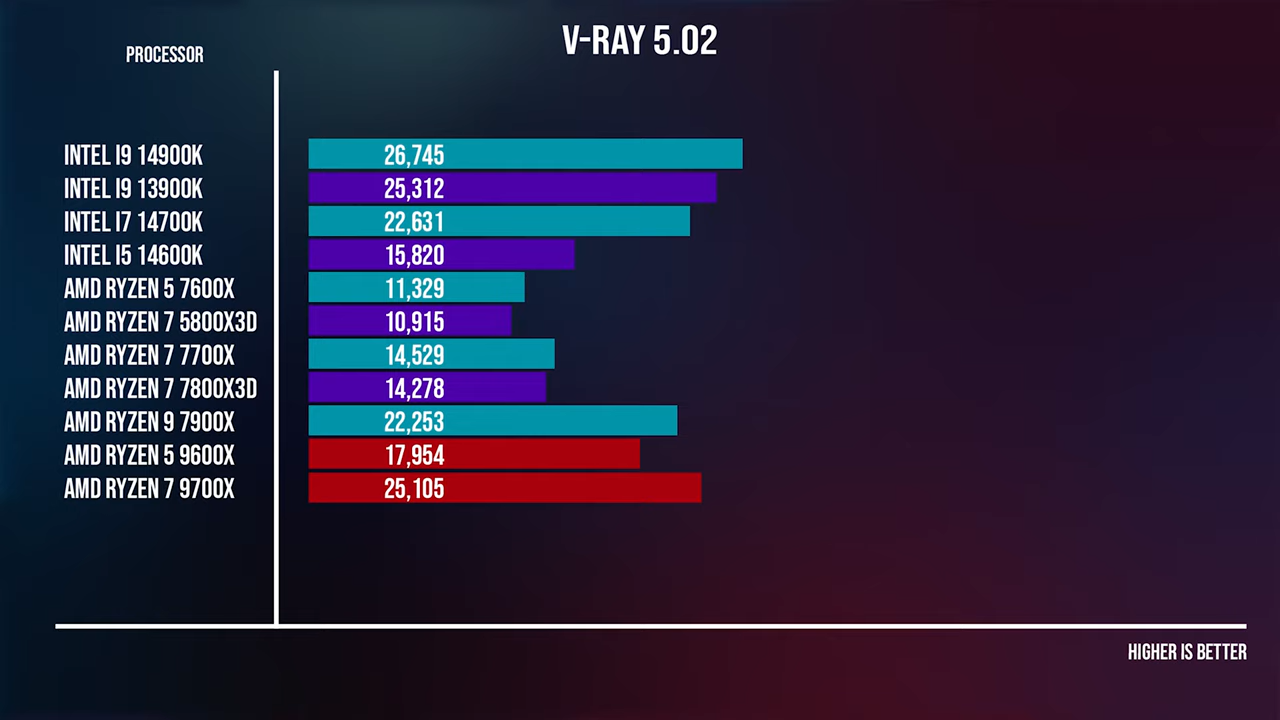 V-RAY 5.02
PROCESSOR
INTEL I9 14900K 26,745
INTEL I9 13900K 25,312
INTEL I7 14700K 22,631
INTEL I5 14600K 15,820
AMD RYZEN 5 7600X 11,329
AMD RYZEN 7 5800X3D 10,915
AMD RYZEN 7 7700X 14,529
AMD RYZEN 7 7800X3D 14,278
AMD RYZEN 9 7900X 22,253
AMD RYZEN 5 9600X 17,954
AMD RYZEN 7 9700X 25,105
HIGHER IS BETTER